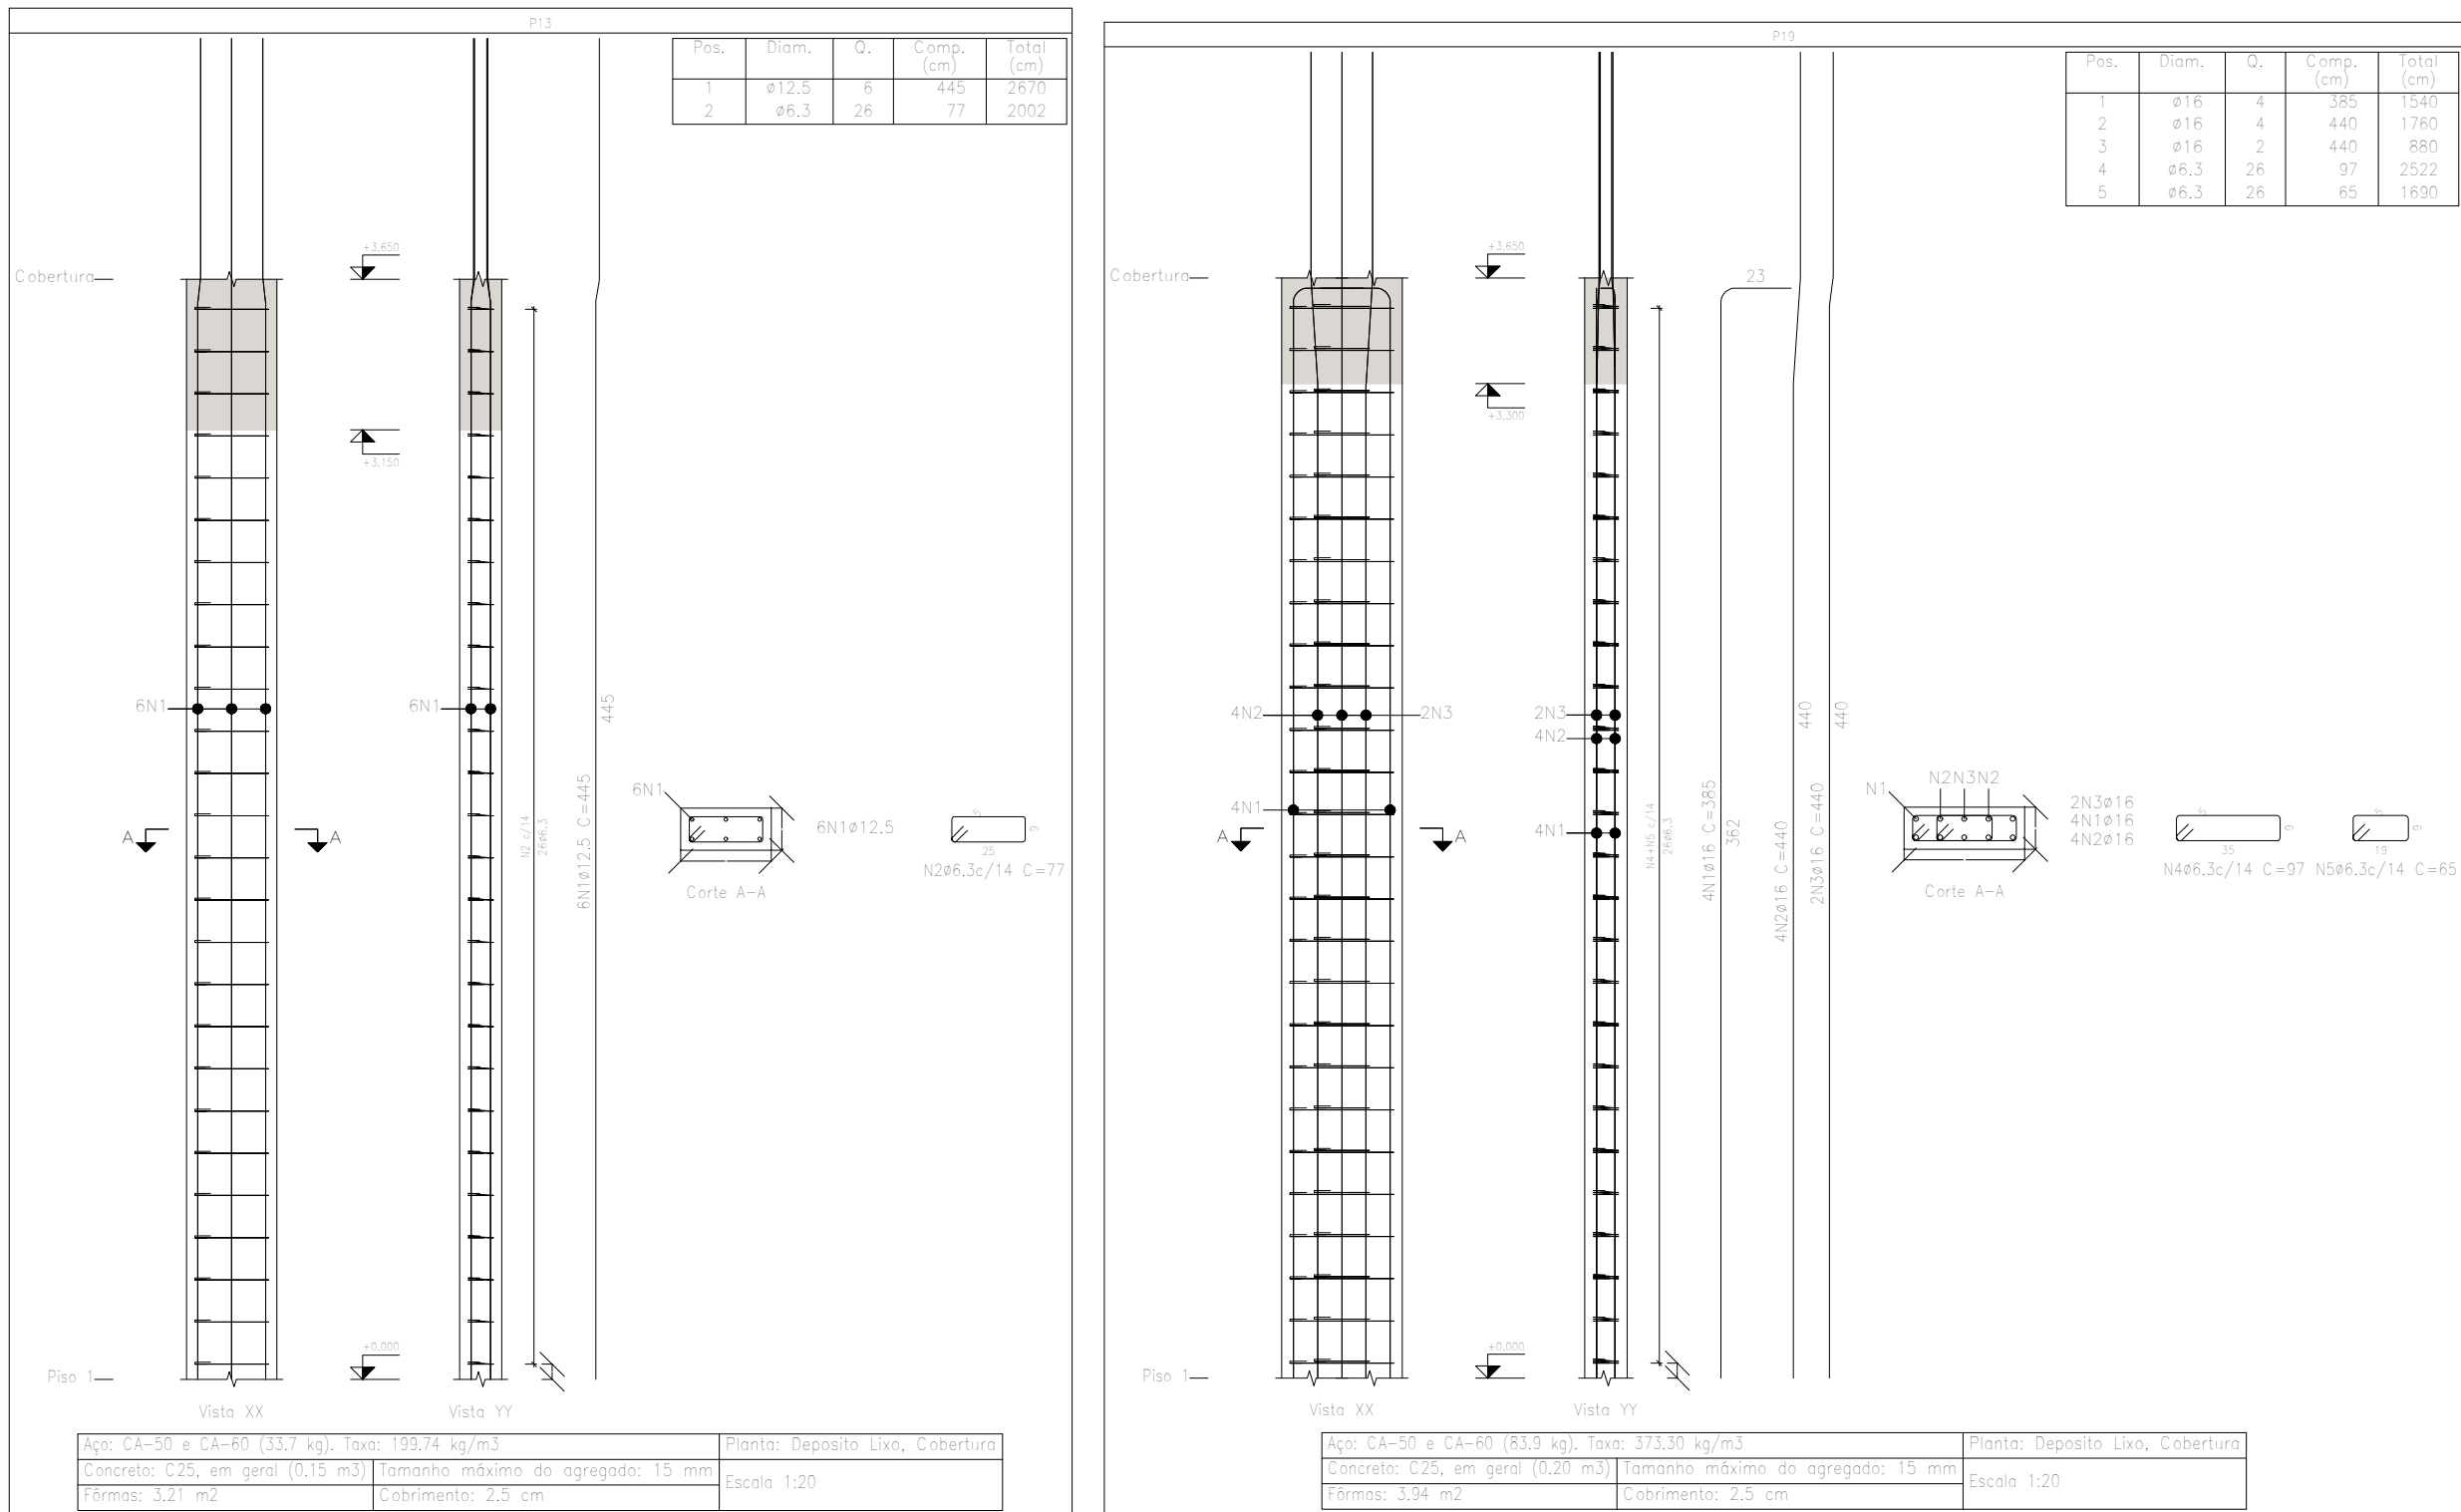 P13
Pos. Diam. Q. Comp. (cm) Total (cm)
1 ø12.5 6 445 2670
2 ø6.3 26 77 2002
+3.650
Cobertura
+3.150
6N1
6N1
445
N2 c/14
26ø6.3
6N1ø12.5 C=445
A
A
6N1
6N1ø12.5
Corte A-A
5
9
25
N2ø6.3c/14 C=77
+0.000
Piso 1
Vista XX
Vista YY
Aço: CA-50 e CA-60 (33.7 kg). Taxa: 199.74 kg/m3
Planta: Deposito Lixo, Cobertura
Concreto: C25, em geral (0.15 m3)
Tamanho máximo do agregado: 15 mm
Escala 1:20
Fôrmas: 3.21 m2
Cobrimento: 2.5 cm
P19
Pos. Diam. Q. Comp. (cm) Total (cm)
1 ø16 4 385 1540
2 ø16 4 440 1760
3 ø16 2 440 880
4 ø6.3 26 97 2522
5 ø6.3 26 65 1690
+3.650
Cobertura
23
+3.300
4N2
2N3
2N3
4N2
4N1
4N1
440
440
N4+N5 c/14
26ø6.3
4N1ø16 C=385
362
4N2ø16 C=440
2N3ø16 C=440
A
A
N1
N2N3N2
2N3ø16
4N1ø16
4N2ø16
Corte A-A
5
9
35
N4ø6.3c/14 C=97
5
9
19
N5ø6.3c/14 C=65
+0.000
Piso 1
Vista XX
Vista YY
Aço: CA-50 e CA-60 (83.9 kg). Taxa: 373.30 kg/m3
Planta: Deposito Lixo, Cobertura
Concreto: C25, em geral (0.20 m3)
Tamanho máximo do agregado: 15 mm
Escala 1:20
Fôrmas: 3.94 m2
Cobrimento: 2.5 cm